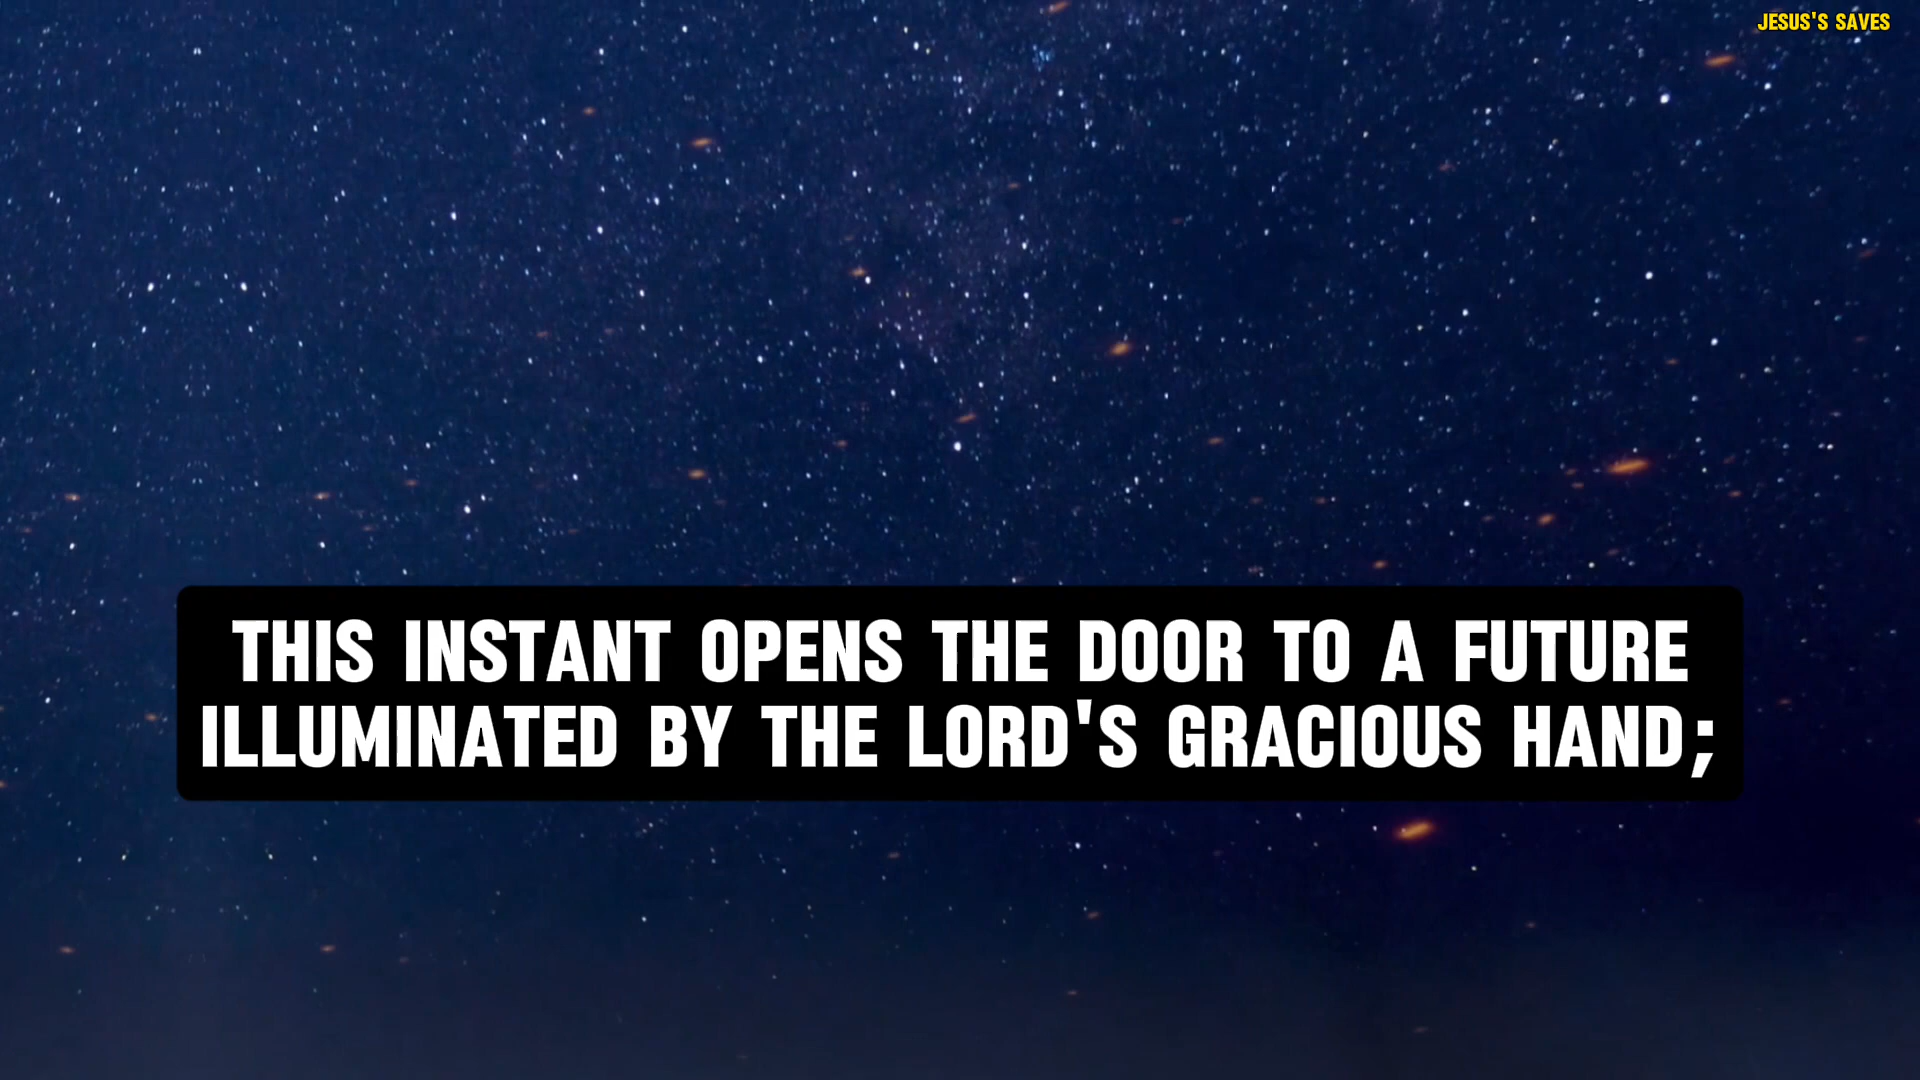 JESUS'S SAVES
THIS INSTANT OPENS THE DOOR TO A FUTURE
ILLUMINATED BY THE LORD'S GRACIOUS HAND;